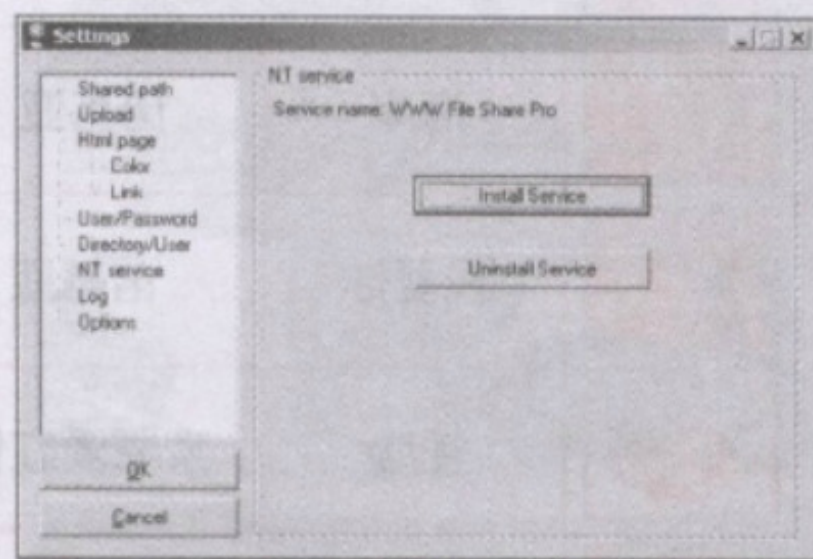 Settings
Shared path
Upload
Html page
Color
Link
User/Password
Directory/User
NT service
Log
Options
OK
Cancel
NT service
Service name: WWW File Share Pro
Install Service
Uninstall Service